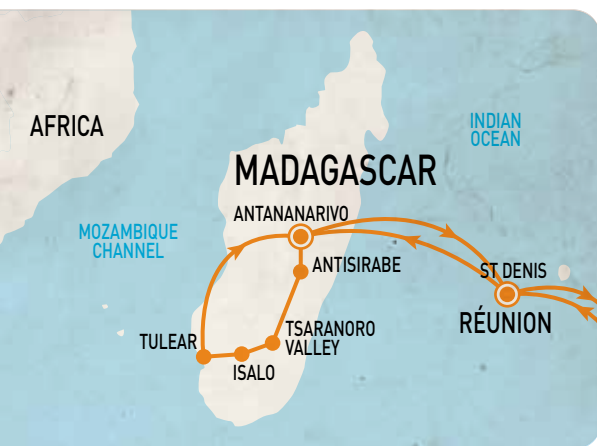 AFRICA
INDIAN
OCEAN
MADAGASCAR
ANTANANARIVO
MOZAMBIQUE
CHANNEL
ANTISIRABE
ST DENIS
RÉUNION
TULEAR
TSARANORO
VALLEY
ISALO